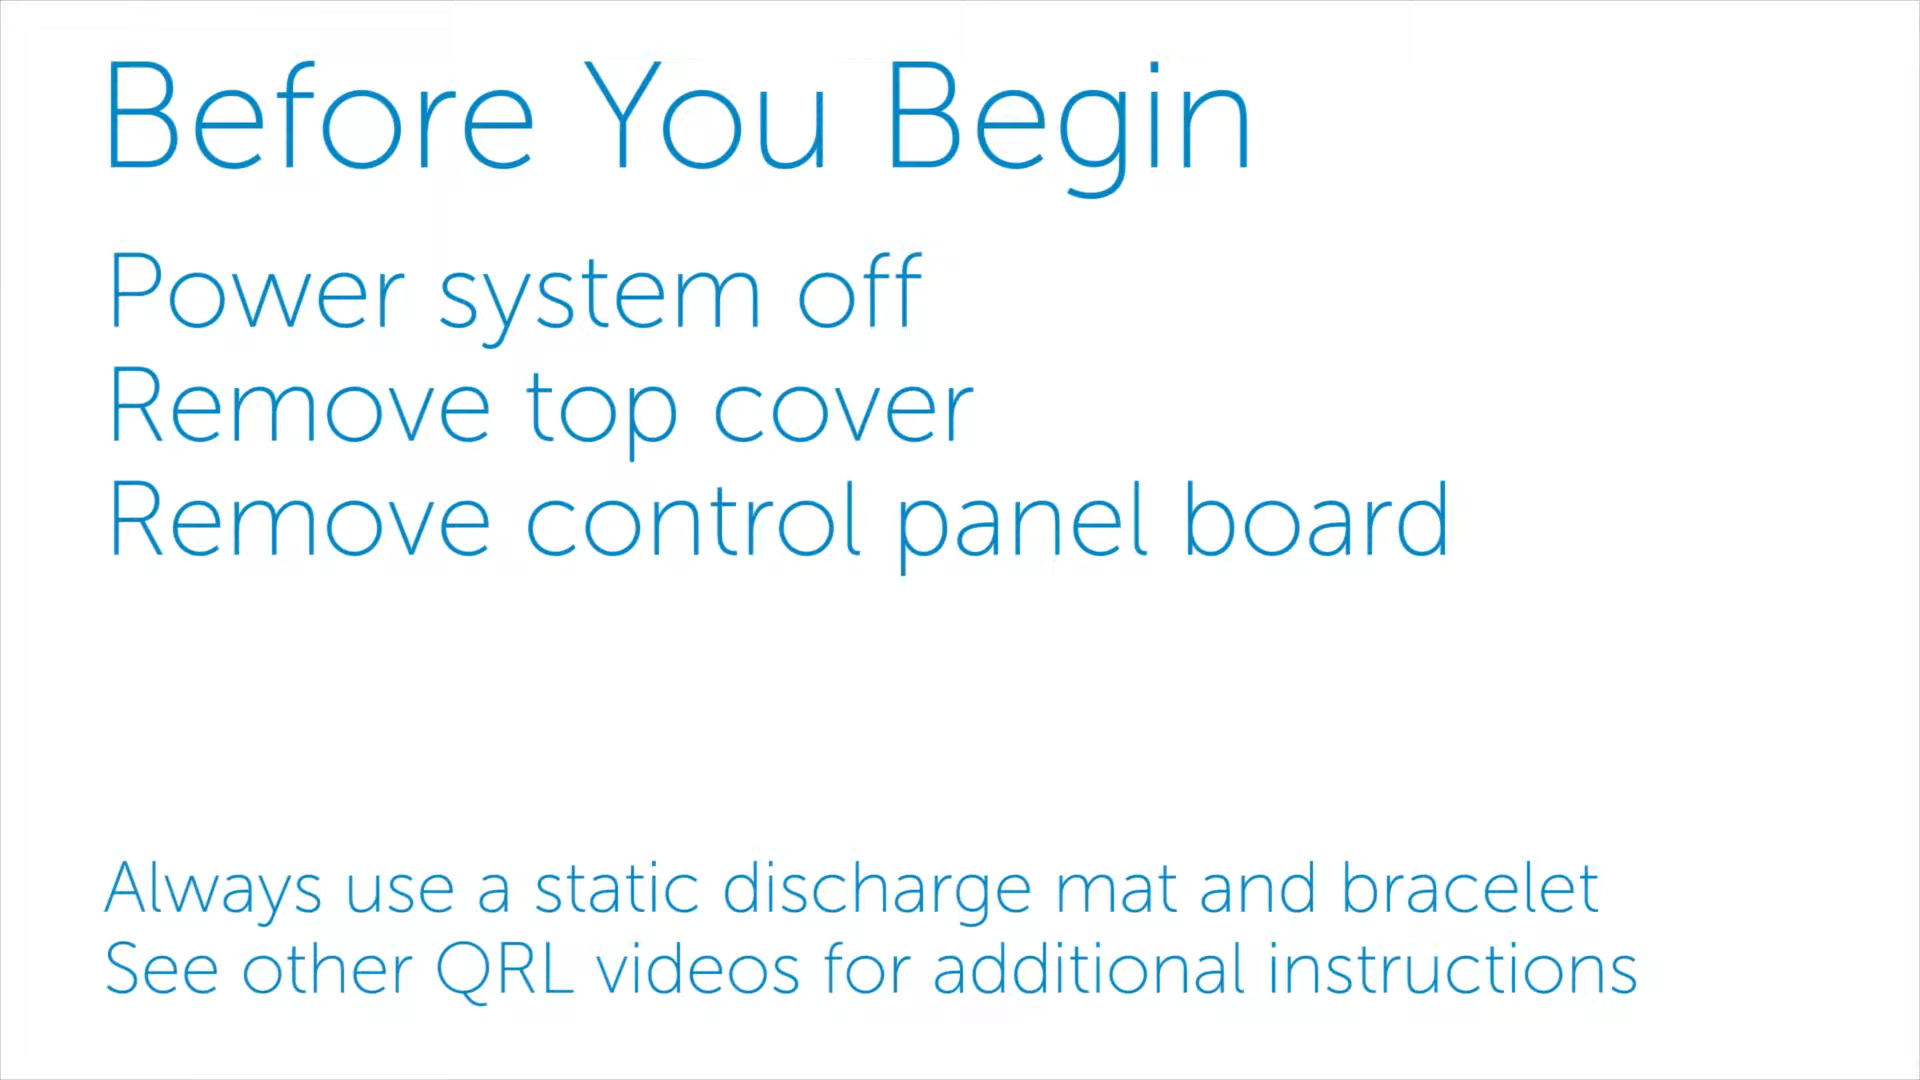 Before You Begin
Power system off
Remove top cover
Remove control panel board
Always use a static discharge mat and bracelet
See other QRL videos for additional instructions